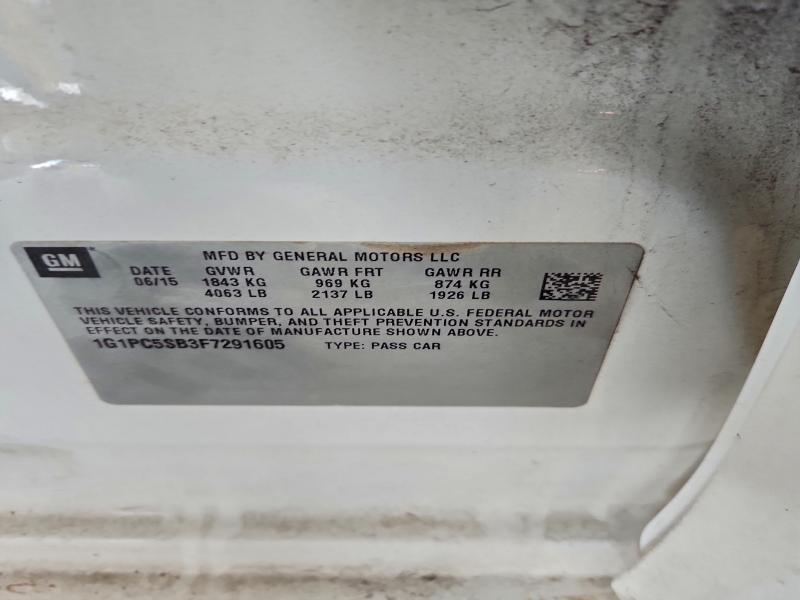 GM MFD BY GENERAL MOTORS LLC
DATE GVWR GAWR FRT GAWR RR
06/15 1843 KG 969 KG 874 KG
4063 LB 2137 LB 1926 LB
THIS VEHICLE CONFORMS TO ALL APPLICABLE U.S. FEDERAL MOTOR
VEHICLE SAFETY, BUMPER, AND THEFT PREVENTION STANDARDS IN
EFFECT ON THE DATE OF MANUFACTURE SHOWN ABOVE.
1G1PC5SB3F7291605 TYPE: PASS CAR